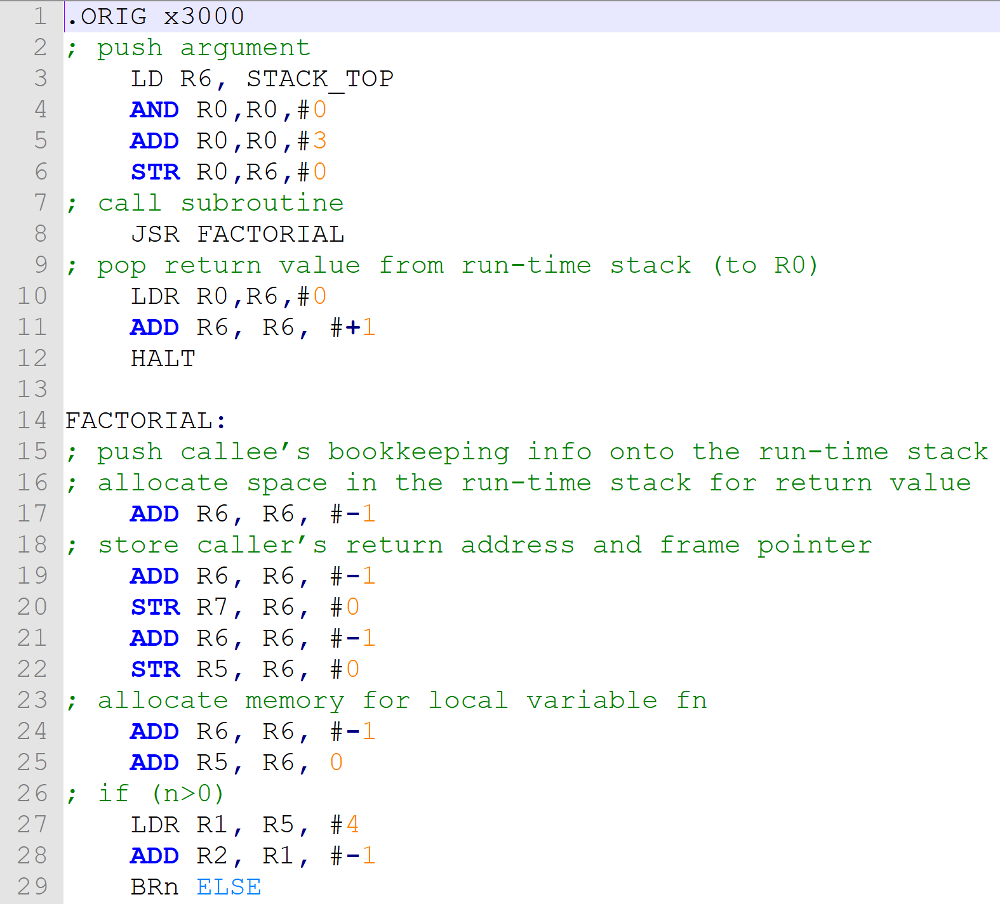 1 .ORIG x3000
2 ; push argument
3 LD R6, STACK_TOP
4 AND R0,R0,#0
5 ADD R0,R0,#3
6 STR R0,R6,#0
7 ; call subroutine
8 JSR FACTORIAL
9 ; pop return value from run-time stack (to R0)
10 LDR R0,R6,#0
11 ADD R6, R6, #+1
12 HALT
13
14 FACTORIAL:
15 ; push callee’s bookkeeping info onto the run-time stack
16 ; allocate space in the run-time stack for return value
17 ADD R6, R6, #-1
18 ; store caller’s return address and frame pointer
19 ADD R6, R6, #-1
20 STR R7, R6, #0
21 ADD R6, R6, #-1
22 STR R5, R6, #0
23 ; allocate memory for local variable fn
24 ADD R6, R6, #-1
25 ADD R5, R6, 0
26 ; if (n>0)
27 LDR R1, R5, #4
28 ADD R2, R1, #-1
29 BRn ELSE